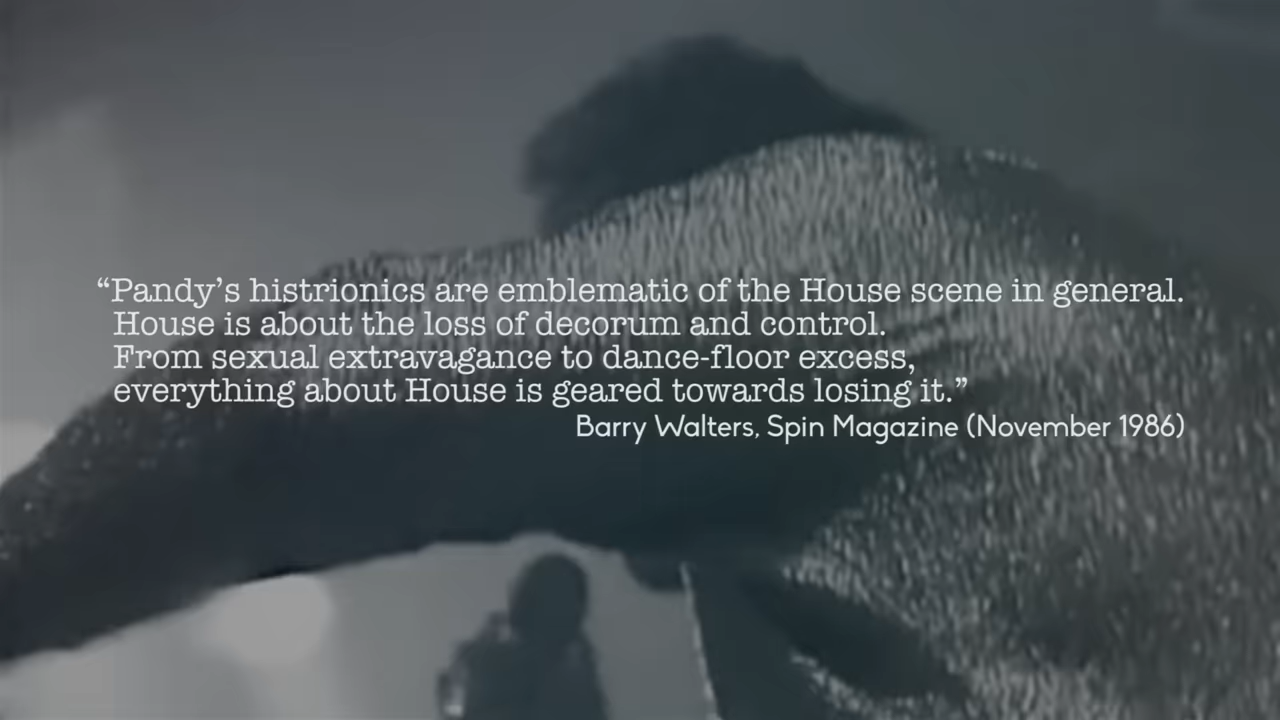 “Pandy’s histrionics are emblematic of the House scene in general.
House is about the loss of decorum and control.
From sexual extravagance to dance-floor excess,
everything about House is geared towards losing it.”
Barry Walters, Spin Magazine (November 1986)